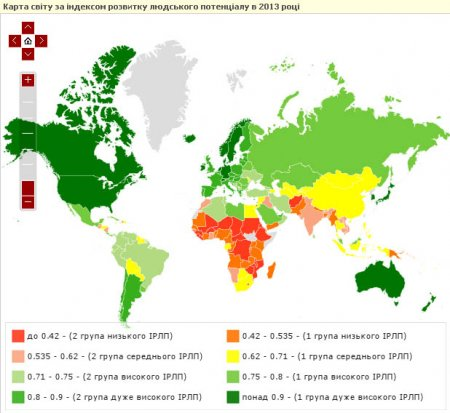 Карта світу за індексом розвитку людського потенціалу в 2013 році
до 0.42 - (2 група низького ІРЛП)
0.42 - 0.535 - (1 група низького ІРЛП)
0.535 - 0.62 - (2 група середнього ІРЛП)
0.62 - 0.71 - (1 група середнього ІРЛП)
0.71 - 0.75 - (2 група високого ІРЛП)
0.75 - 0.8 - (1 група високого ІРЛП)
0.8 - 0.9 - (2 група дуже високого ІРЛП)
понад 0.9 - (1 група дуже високого ІРЛП)